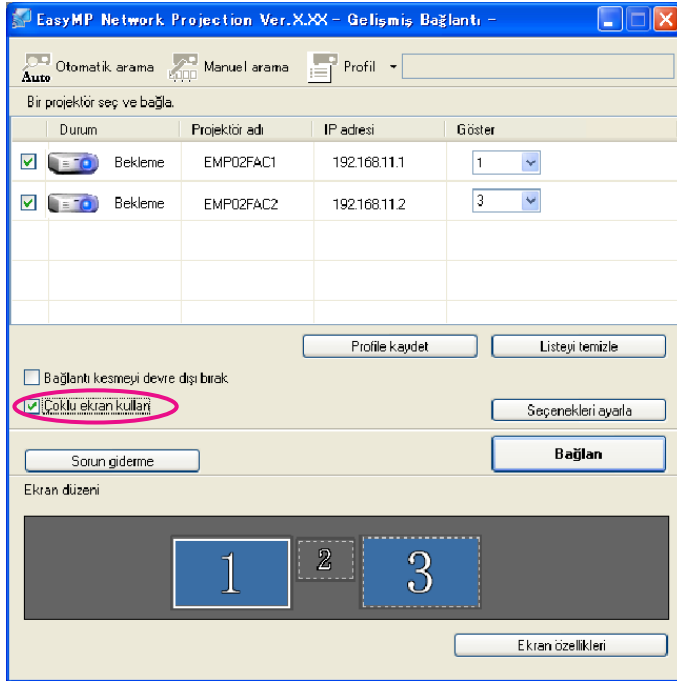 EasyMP Network Projection Ver.X.XX - Gelişmiş Bağlantı -
Auto Otomatik arama Manuel arama Profil
Bir projektör seç ve bağla.
Durum Projektör adı IP adresi Göster
Bekleme EMP02FAC1 192.168.11.1 1
Bekleme EMP02FAC2 192.168.11.2 3
Profile kaydet Listeyi temizle
Bağlantı kesmeyi devre dışı bırak
Çoklu ekran kullan
Seçenekleri ayarla
Sorun giderme Bağlan
Ekran düzeni
1 2 3
Ekran özellikleri